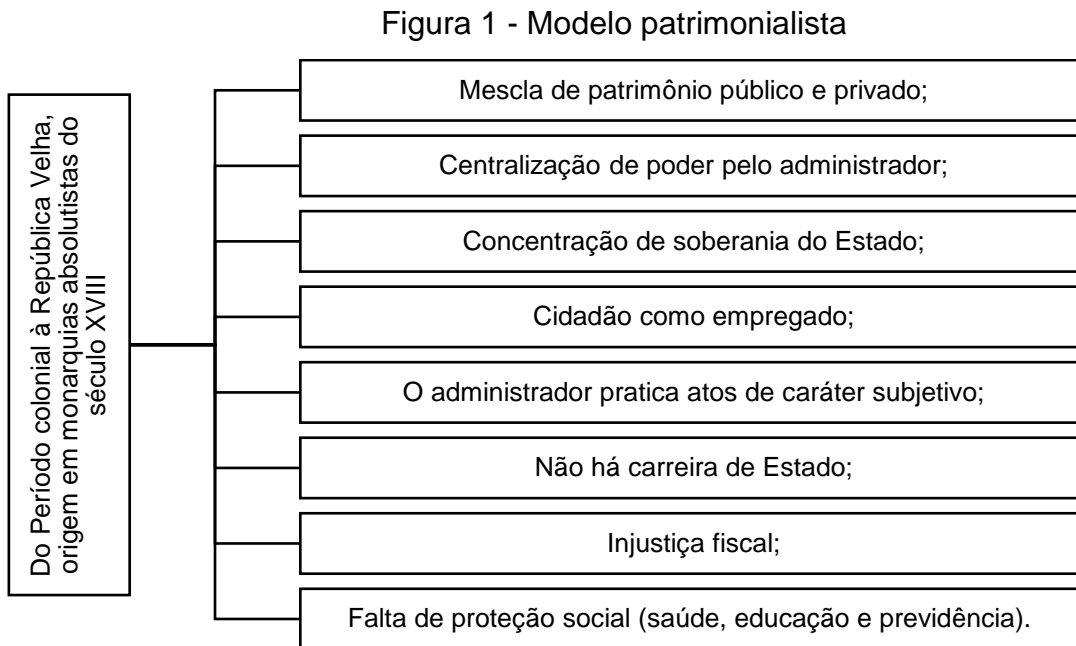 Figura 1 - Modelo patrimonialista
Do Período colonial à República Velha,
origem em monarquias absolutistas do
século XVIII
Mescla de patrimônio público e privado;
Centralização de poder pelo administrador;
Concentração de soberania do Estado;
Cidadão como empregado;
O administrador pratica atos de caráter subjetivo;
Não há carreira de Estado;
Injustiça fiscal;
Falta de proteção social (saúde, educação e previdência).